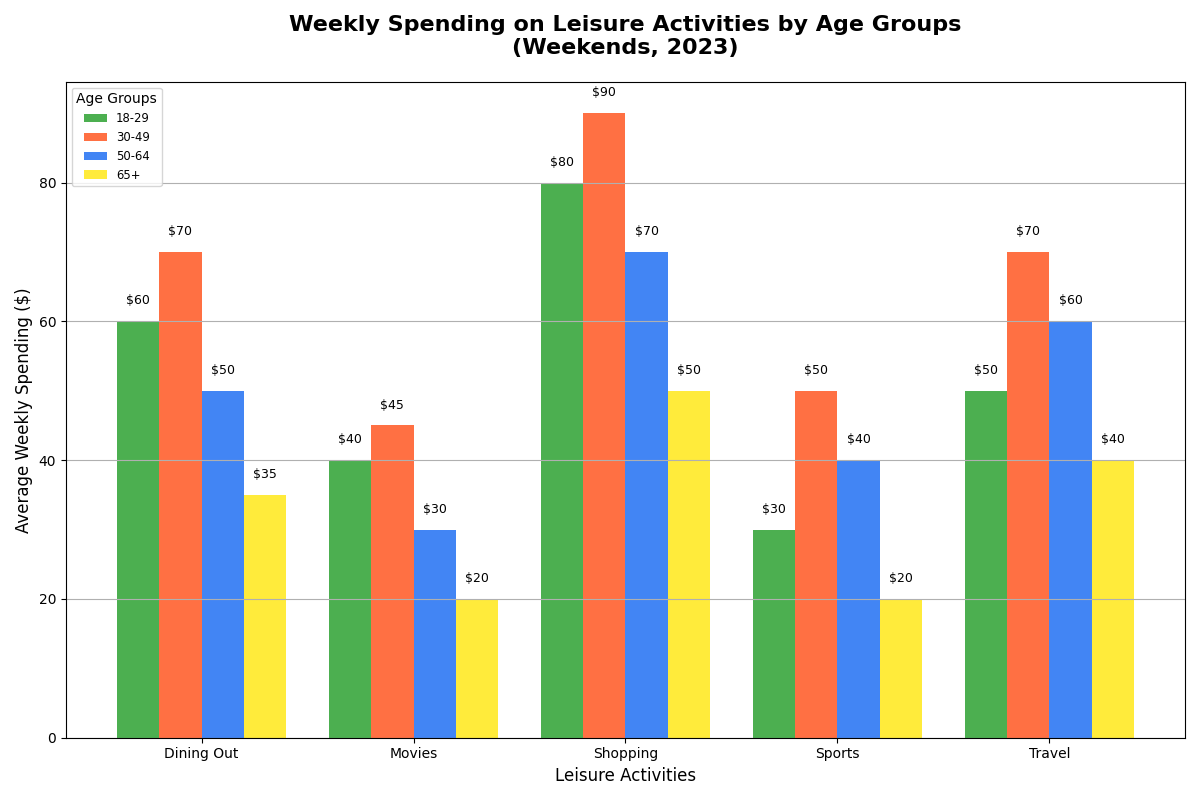 Weekly Spending on Leisure Activities by Age Groups
(Weekends, 2023)
Age Groups
18-29
30-49
50-64
65+
Average Weekly Spending ($)
80
60
40
20
0
$60
$70
$50
$35
$40
$45
$30
$20
$80
$90
$70
$50
$30
$50
$40
$20
$50
$70
$60
$40
Dining Out
Movies
Shopping
Sports
Travel
Leisure Activities